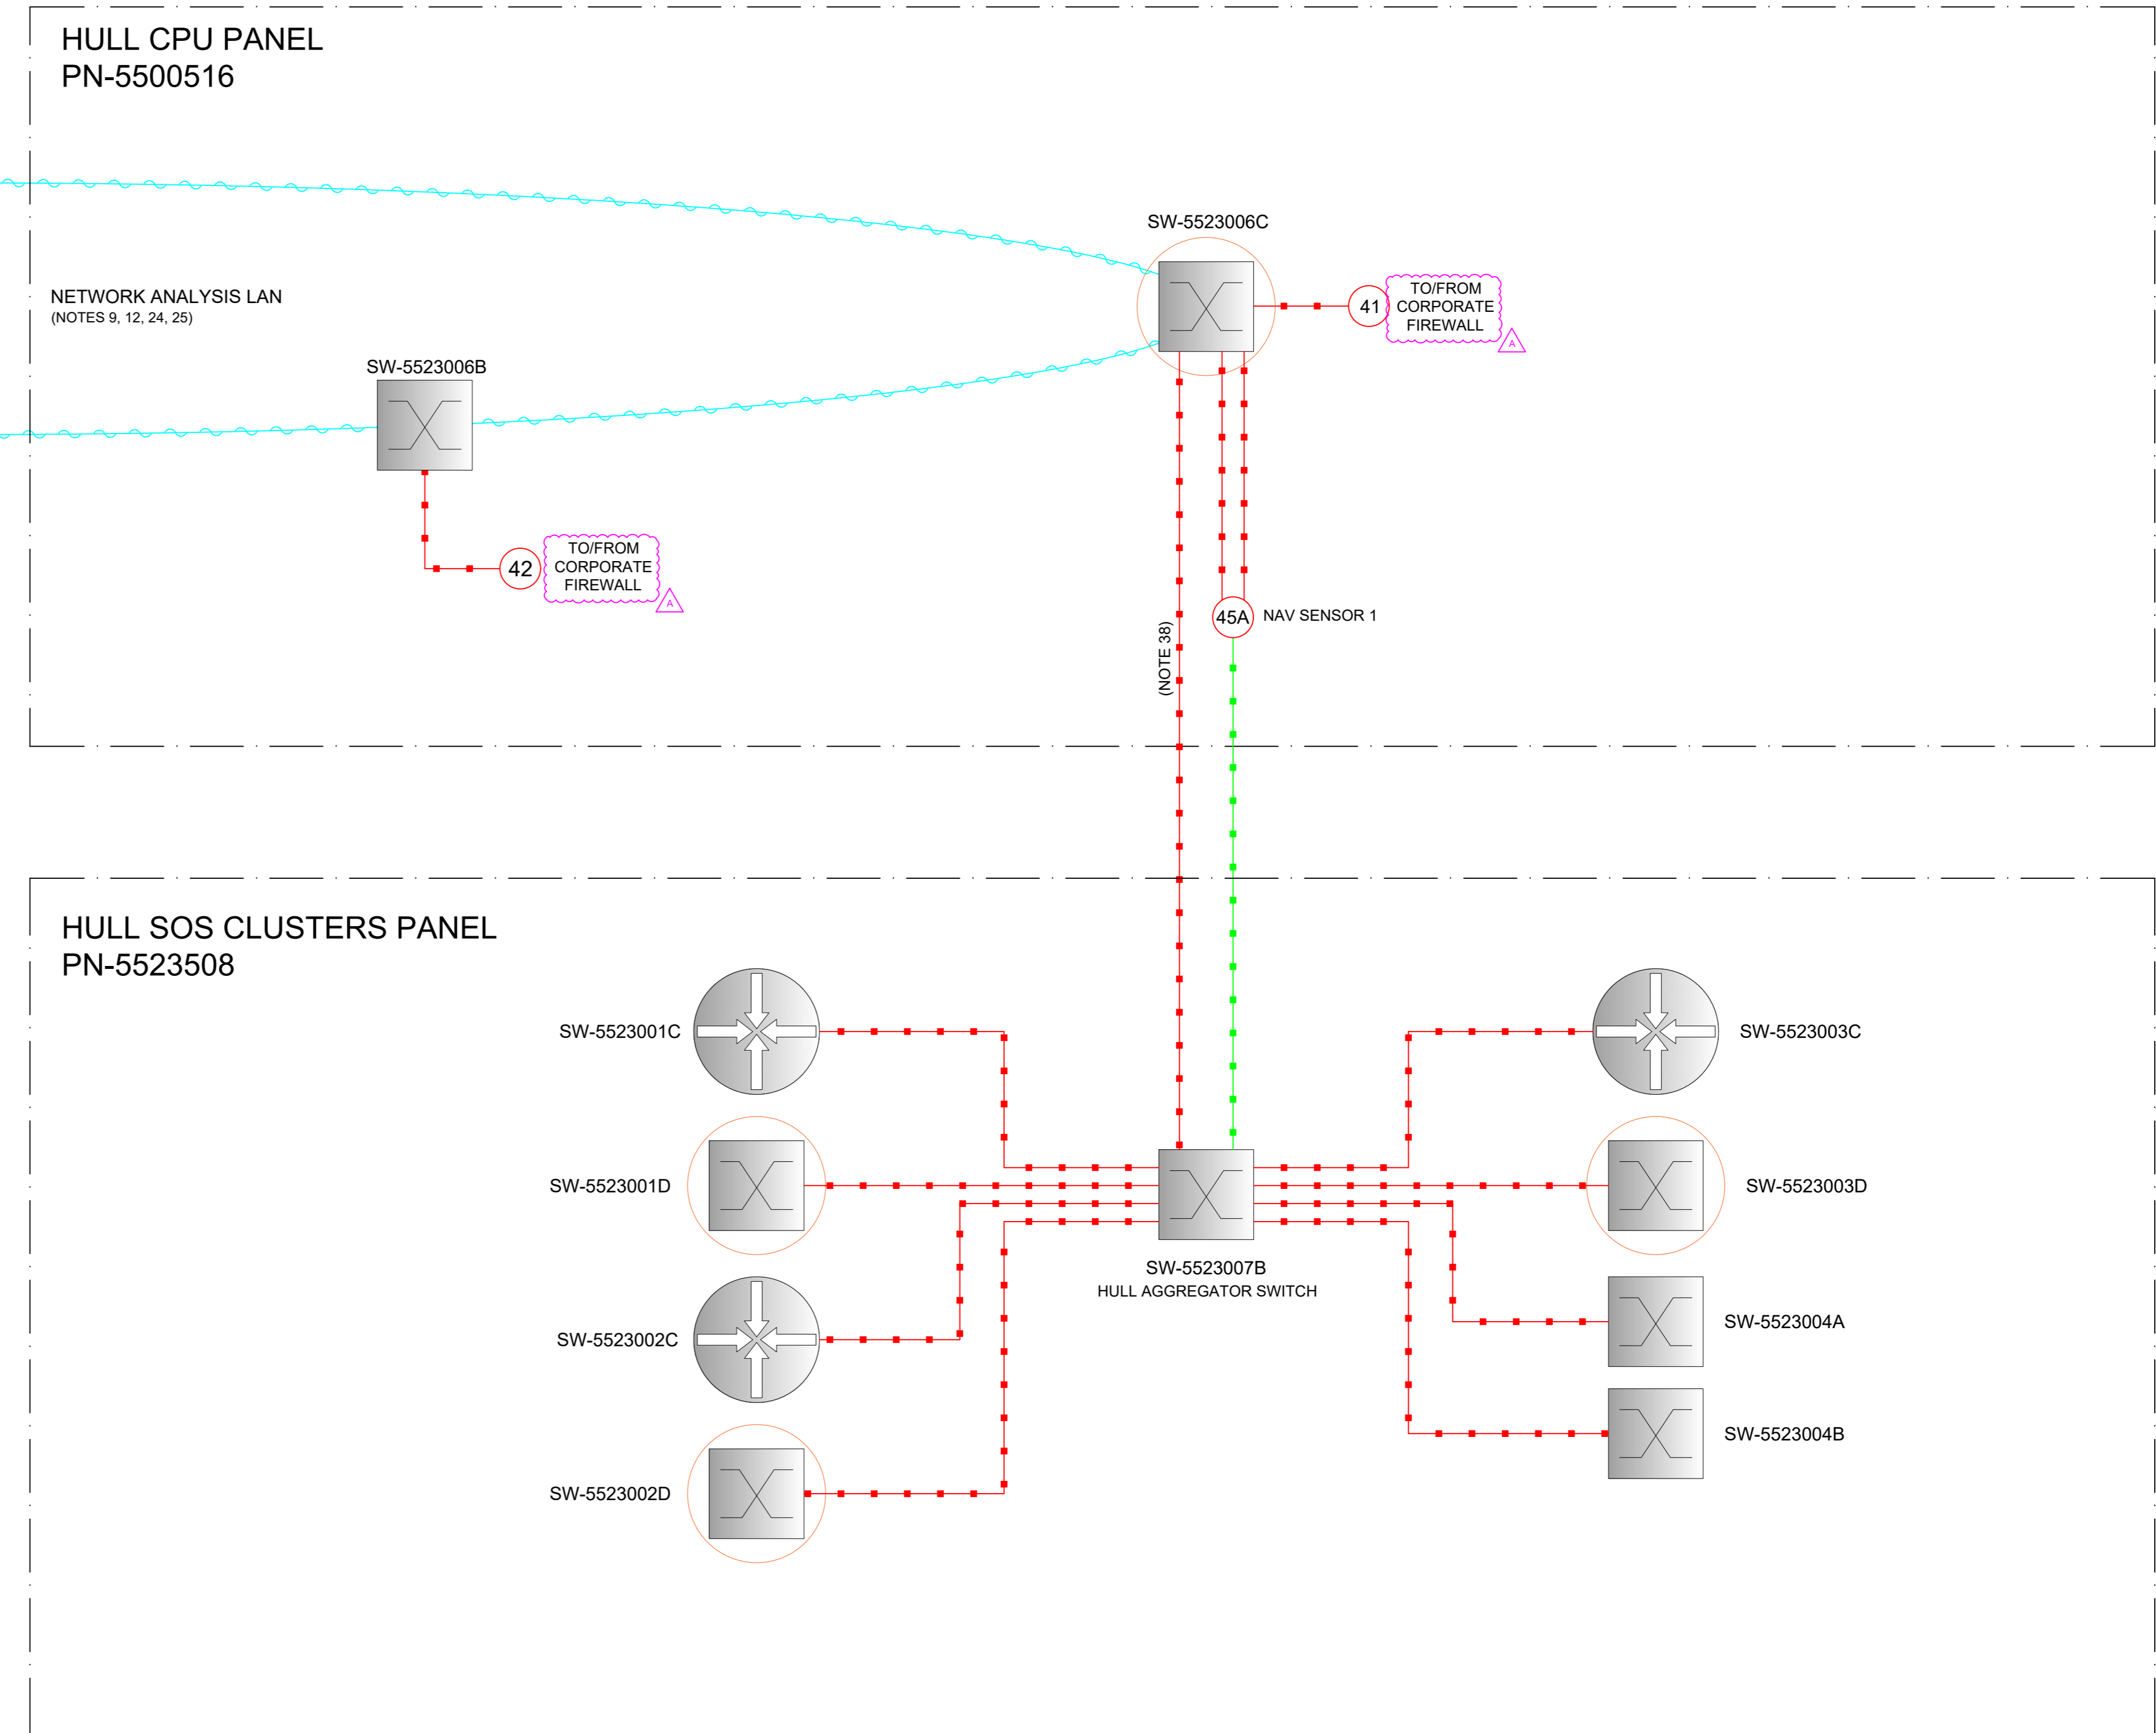 HULL CPU PANEL
PN-5500516
SW-5523006C
NETWORK ANALYSIS LAN
(NOTES 9, 12, 24, 25)
41
TO/FROM
CORPORATE
FIREWALL
A
SW-5523006B
42
TO/FROM
CORPORATE
FIREWALL
A
45A
NAV SENSOR 1
(NOTE 38)
HULL SOS CLUSTERS PANEL
PN-5523508
SW-5523001C
SW-5523003C
SW-5523001D
SW-5523003D
SW-5523007B
HULL AGGREGATOR SWITCH
SW-5523002C
SW-5523004A
SW-5523004B
SW-5523002D